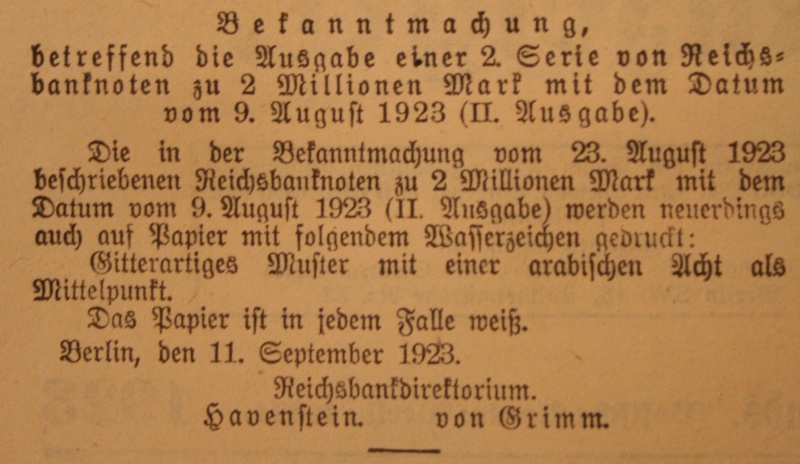 Bekanntmachung,
betreffend die Ausgabe einer 2. Serie von Reichs-
banknoten zu 2 Millionen Mark mit dem Datum
vom 9. August 1923 (II. Ausgabe).
Die in der Bekanntmachung vom 23. August 1923
beschriebenen Reichsbanknoten zu 2 Millionen Mark mit dem
Datum vom 9. August 1923 (II. Ausgabe) werden neuerdings
auch auf Papier mit folgendem Wasserzeichen gedruckt:
Gitterartiges Muster mit einer arabischen Acht als
Mittelpunkt.
Das Papier ist in jedem Falle weiß.
Berlin, den 11. September 1923.
Reichsbankdirektorium.
Havenstein. von Grimm.